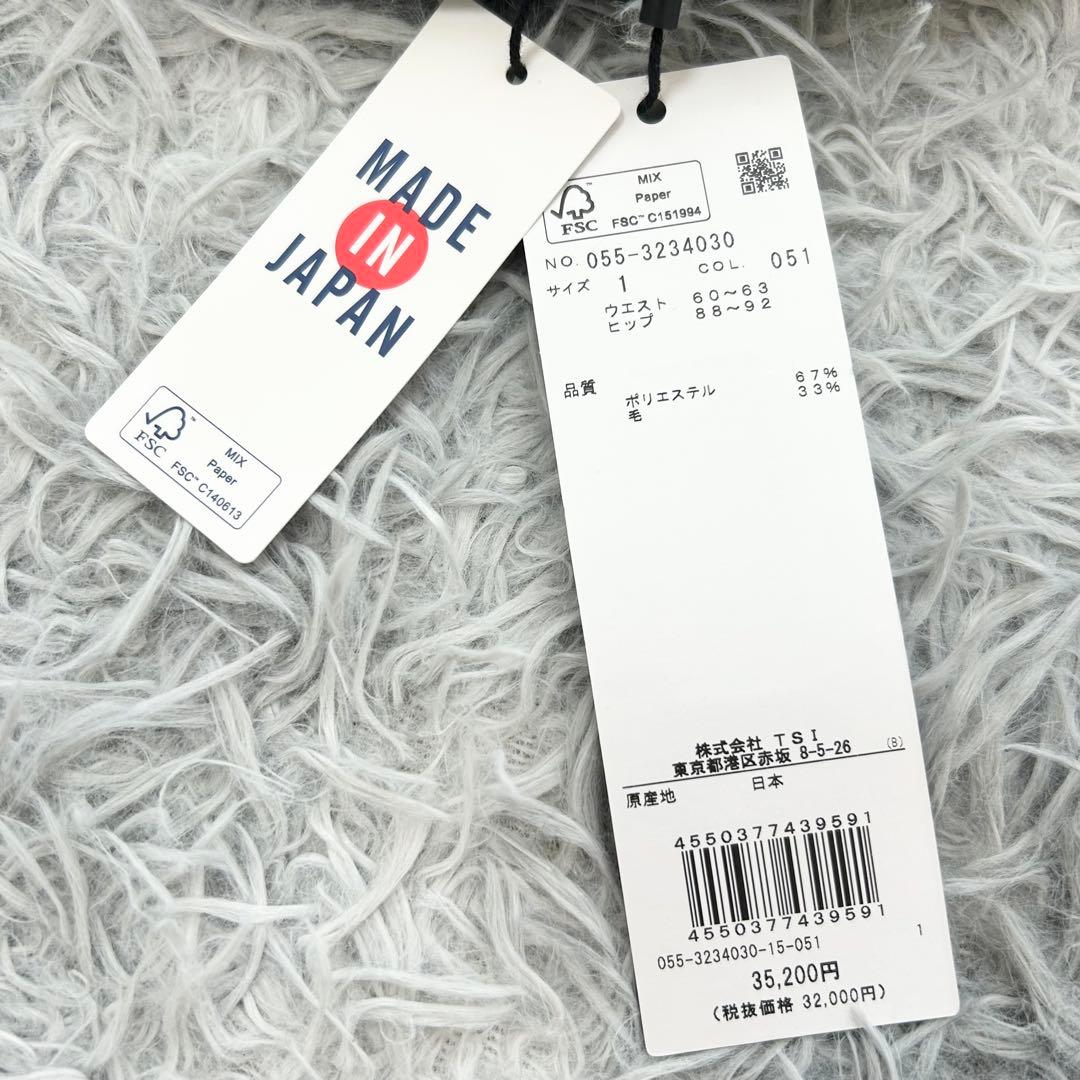 MADE
IN
JAPAN
FSC
MIX
Paper
FSC™ C140613
FSC
MIX
Paper
FSC™ C151994
NO. 055-3234030
COL. 051
サイズ 1
ウエスト 60～63
ヒップ 88～92
品質
ポリエステル 67%
毛 33%
株式会社 TSI
東京都港区赤坂 8-5-26 (B)
原産地 日本
4550377439591
4550377439591
055-3234030-15-051 1
35,200円
(税抜価格 32,000円)